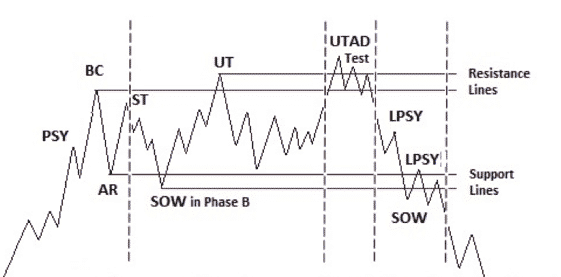 UTAD
Test
UT
BC
Resistance
Lines
ST
LPSY
PSY
LPSY
Support
Lines
AR
SOW in Phase B
SOW